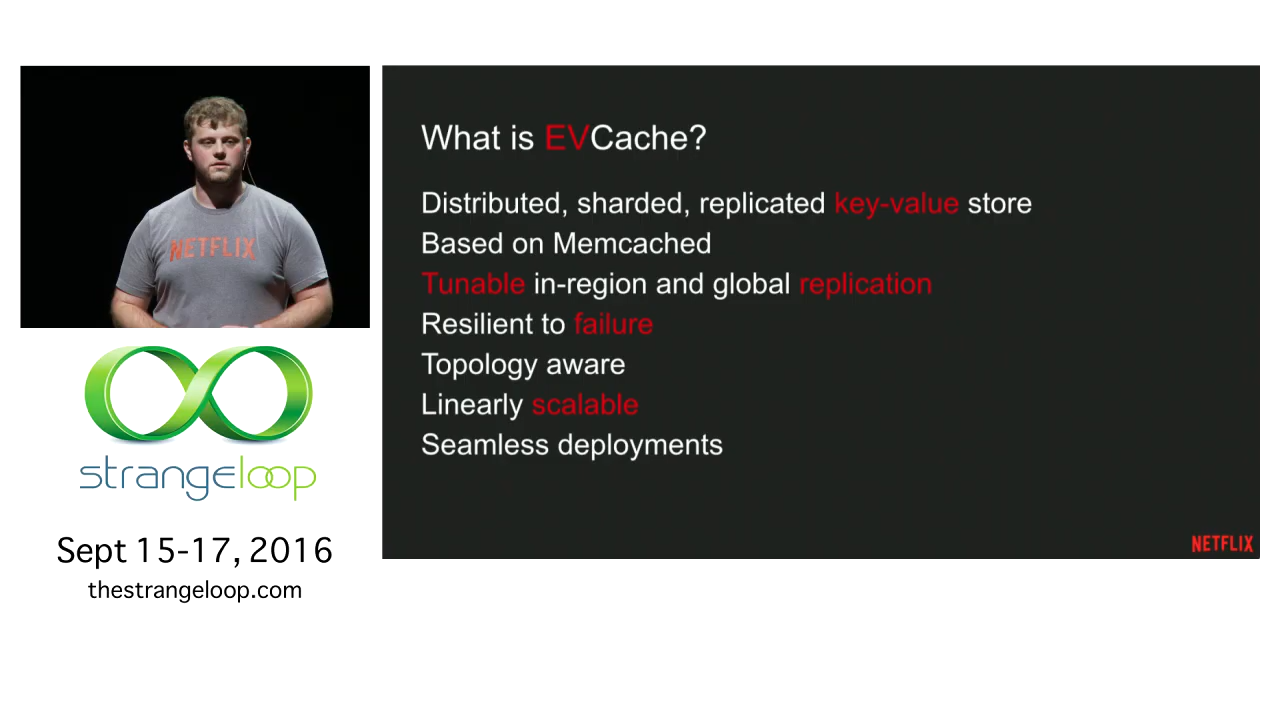 NETFLIX
strangeloop
Sept 15-17, 2016
thestrangeloop.com
What is EVCache?
Distributed, sharded, replicated key-value store
Based on Memcached
Tunable in-region and global replication
Resilient to failure
Topology aware
Linearly scalable
Seamless deployments
NETFLIX